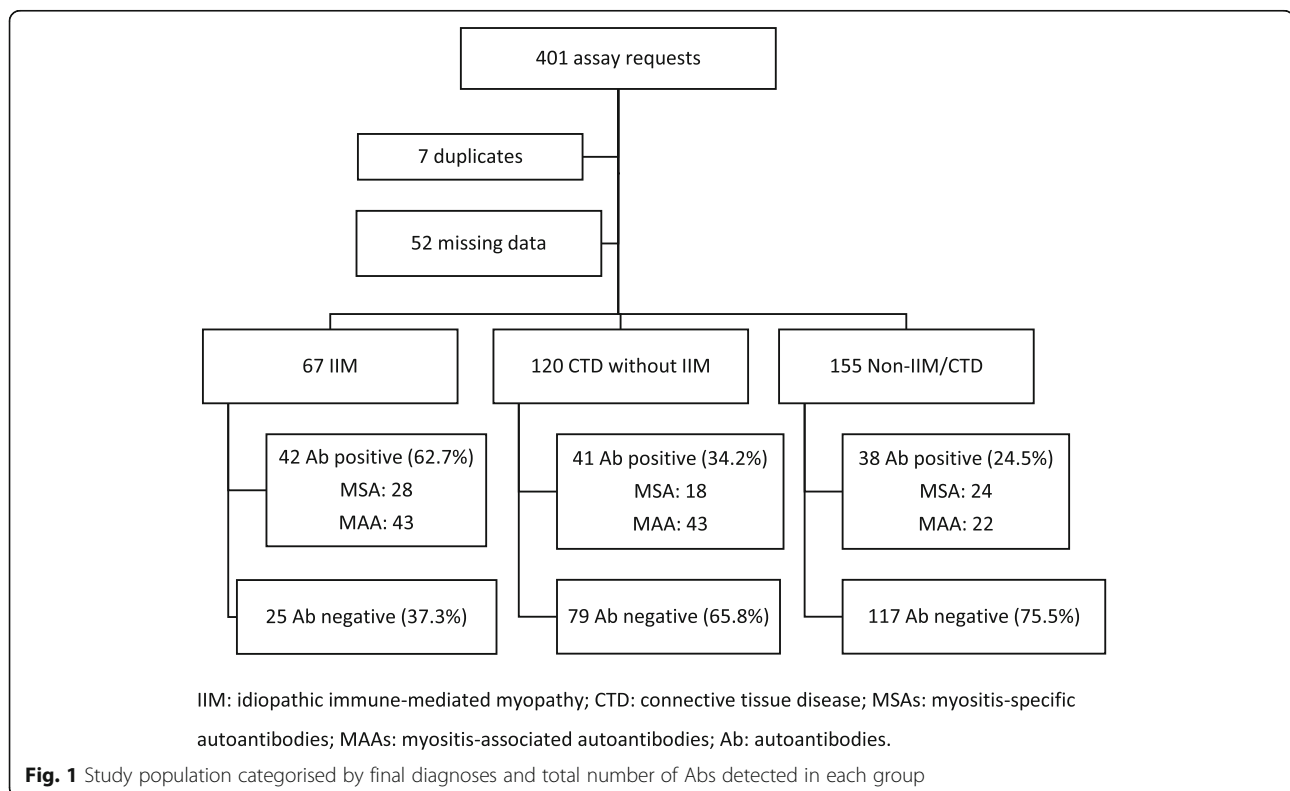 401 assay requests
7 duplicates
52 missing data
67 IIM
120 CTD without IIM
155 Non-IIM/CTD
42 Ab positive (62.7%)
MSA: 28
MAA: 43
41 Ab positive (34.2%)
MSA: 18
MAA: 43
38 Ab positive (24.5%)
MSA: 24
MAA: 22
25 Ab negative (37.3%)
79 Ab negative (65.8%)
117 Ab negative (75.5%)
IIM: idiopathic immune-mediated myopathy; CTD: connective tissue disease; MSAs: myositis-specific
autoantibodies; MAAs: myositis-associated autoantibodies; Ab: autoantibodies.
Fig. 1 Study population categorised by final diagnoses and total number of Abs detected in each group